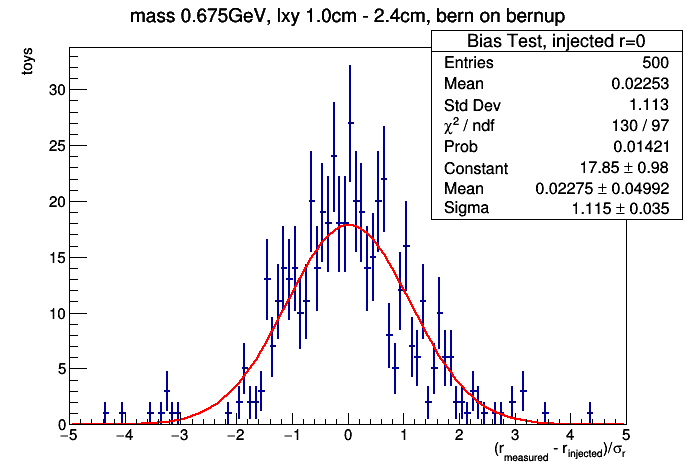 mass 0.675GeV, lxy 1.0cm - 2.4cm, bern on bernup
toys
Bias Test, injected r=0
Entries 500
Mean 0.02253
Std Dev 1.113
χ² / ndf 130 / 97
Prob 0.01421
Constant 17.85 ± 0.98
Mean 0.02275 ± 0.04992
Sigma 1.115 ± 0.035
30
25
20
15
10
5
0
−5 −4 −3 −2 −1 0 1 2 3 4 5
(r_measured - r_injected)/σ_r